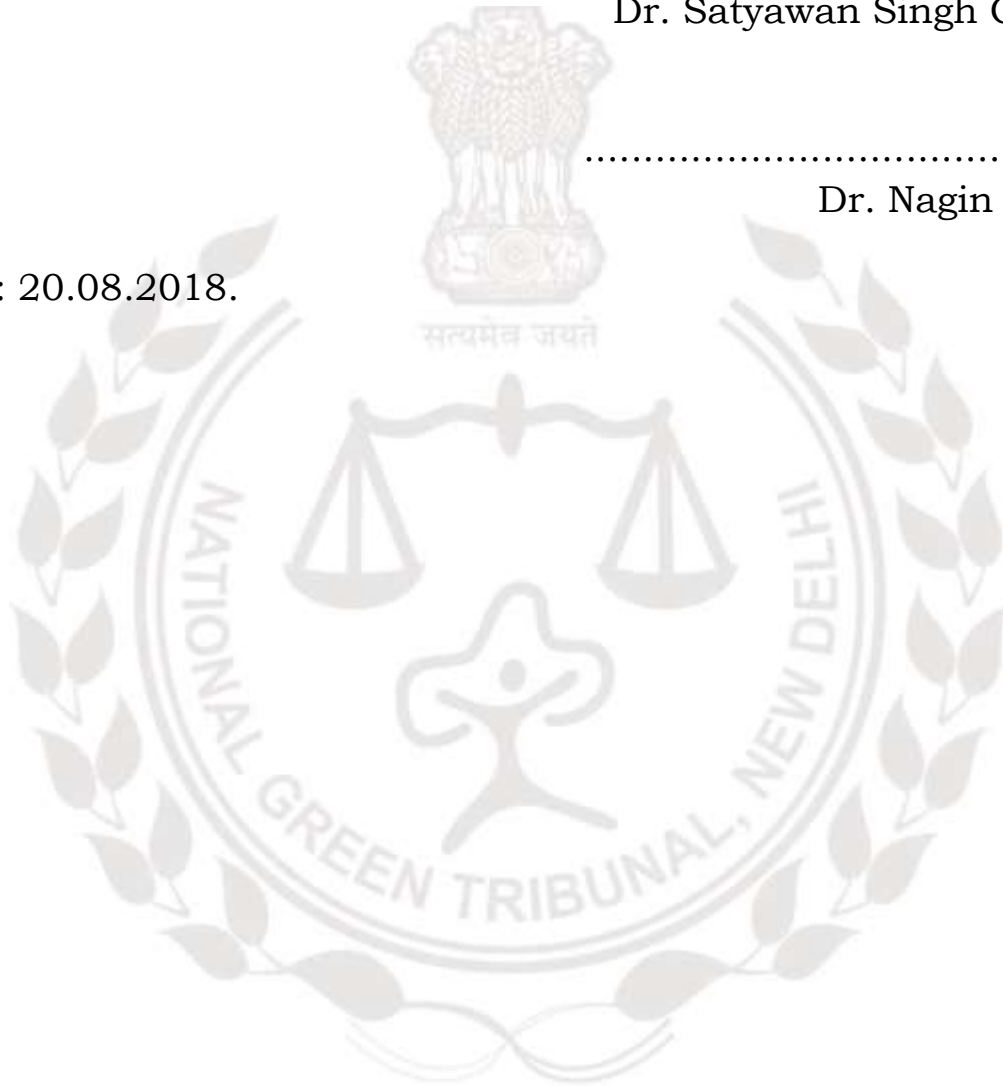 Dr. Satyawan Singh
......................................
Dr. Nagin
: 20.08.2018.
सत्यमेव जयते
NATIONAL GREEN TRIBUNAL, NEW DELHI